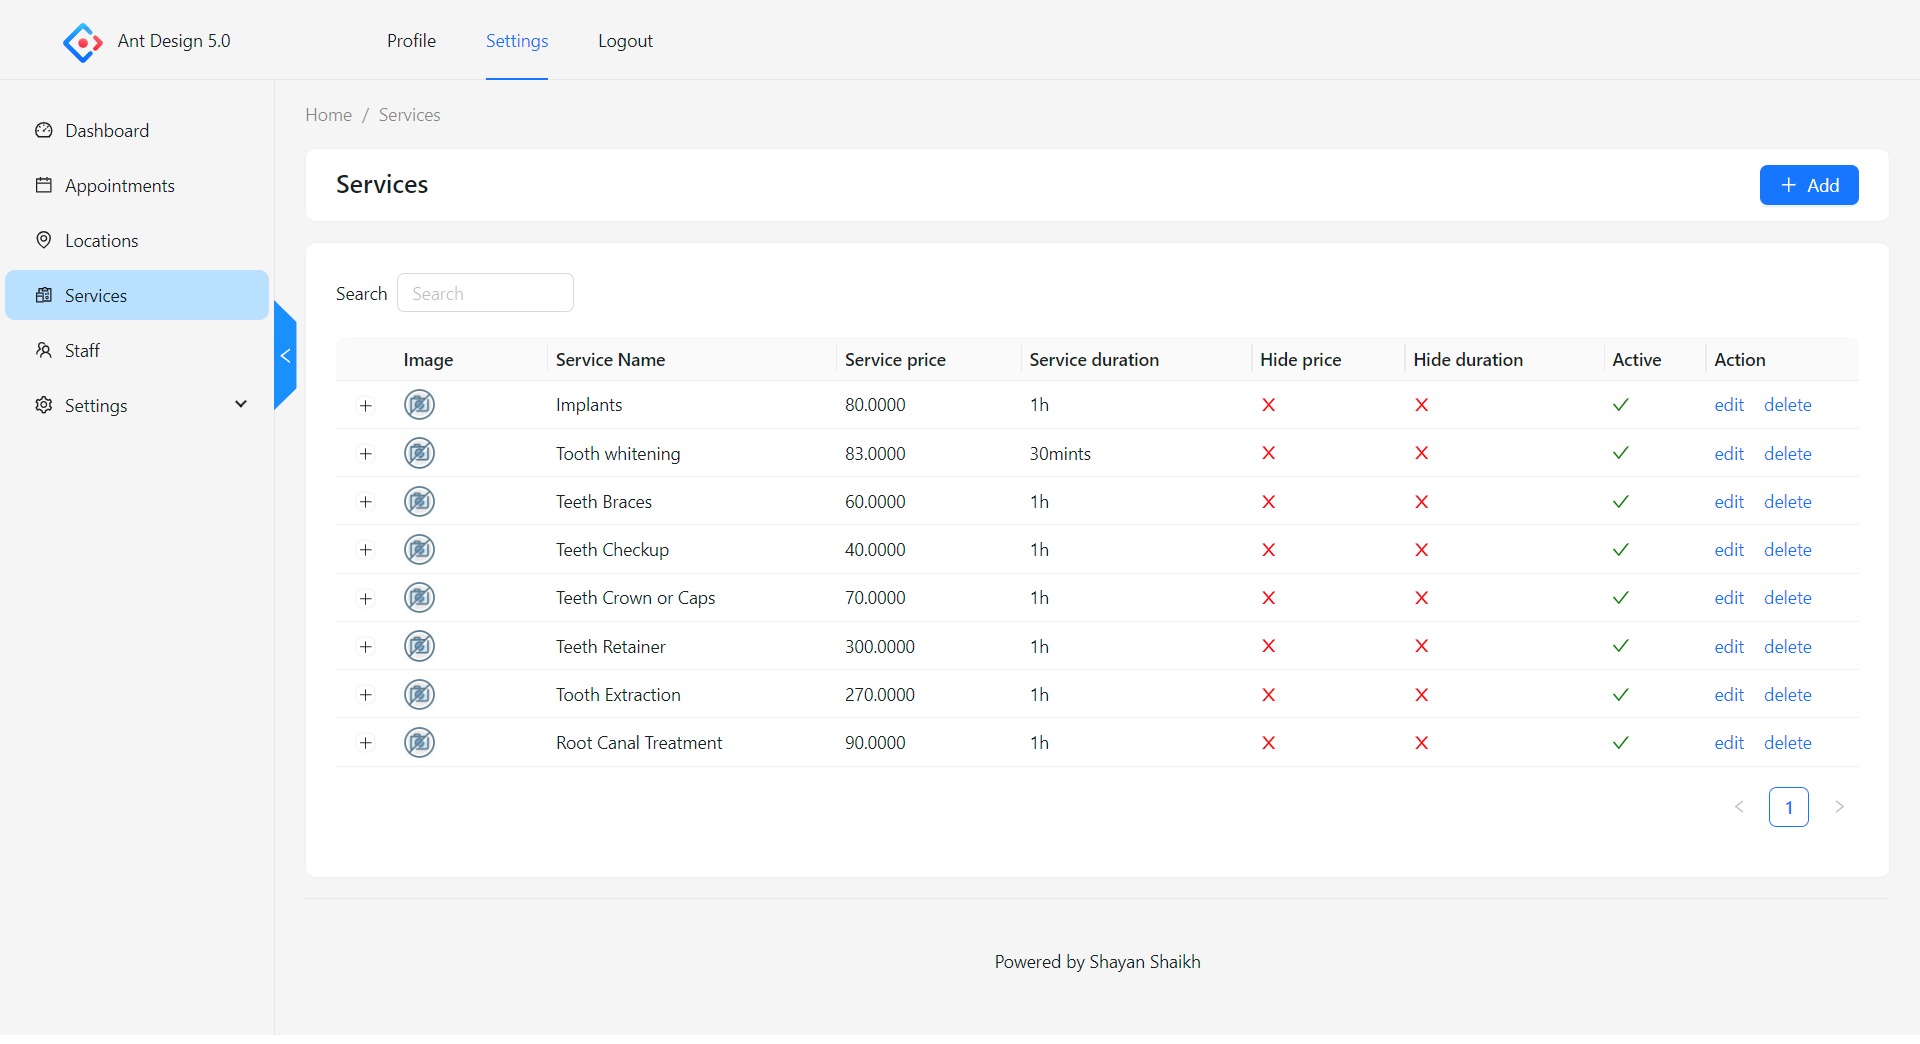 Ant Design 5.0
Profile Settings Logout
Dashboard
Appointments
Locations
Services
Staff
Settings
Home / Services
Services
+ Add
Search Search
Image Service Name Service price Service duration Hide price Hide duration Active Action
Implants 80.0000 1h edit delete
Tooth whitening 83.0000 30mints edit delete
Teeth Braces 60.0000 1h edit delete
Teeth Checkup 40.0000 1h edit delete
Teeth Crown or Caps 70.0000 1h edit delete
Teeth Retainer 300.0000 1h edit delete
Tooth Extraction 270.0000 1h edit delete
Root Canal Treatment 90.0000 1h edit delete
< 1 >
Powered by Shayan Shaikh